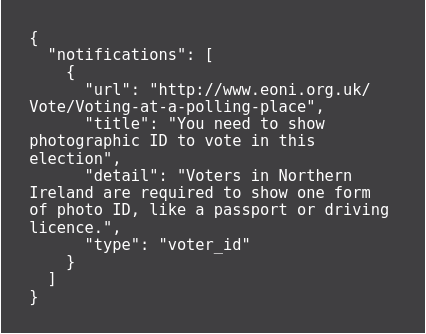 {
  "notifications": [
    {
      "url": "http://www.eoni.org.uk/
Vote/Voting-at-a-polling-place",
      "title": "You need to show
photographic ID to vote in this
election",
      "detail": "Voters in Northern
Ireland are required to show one form
of photo ID, like a passport or driving
licence.",
      "type": "voter_id"
    }
  ]
}